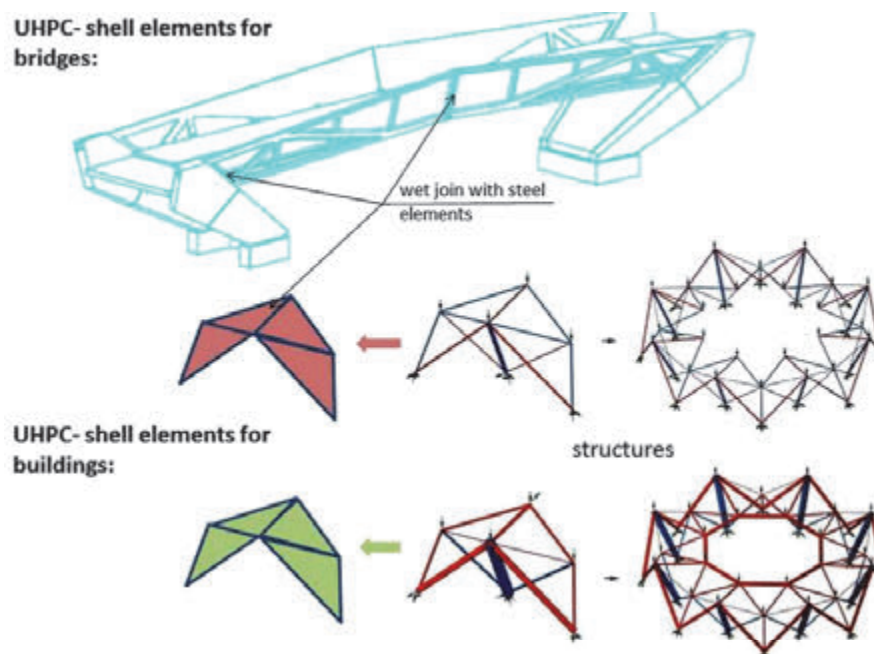 UHPC- shell elements for
bridges:
wet join with steel
elements
UHPC- shell elements for
buildings:
structures